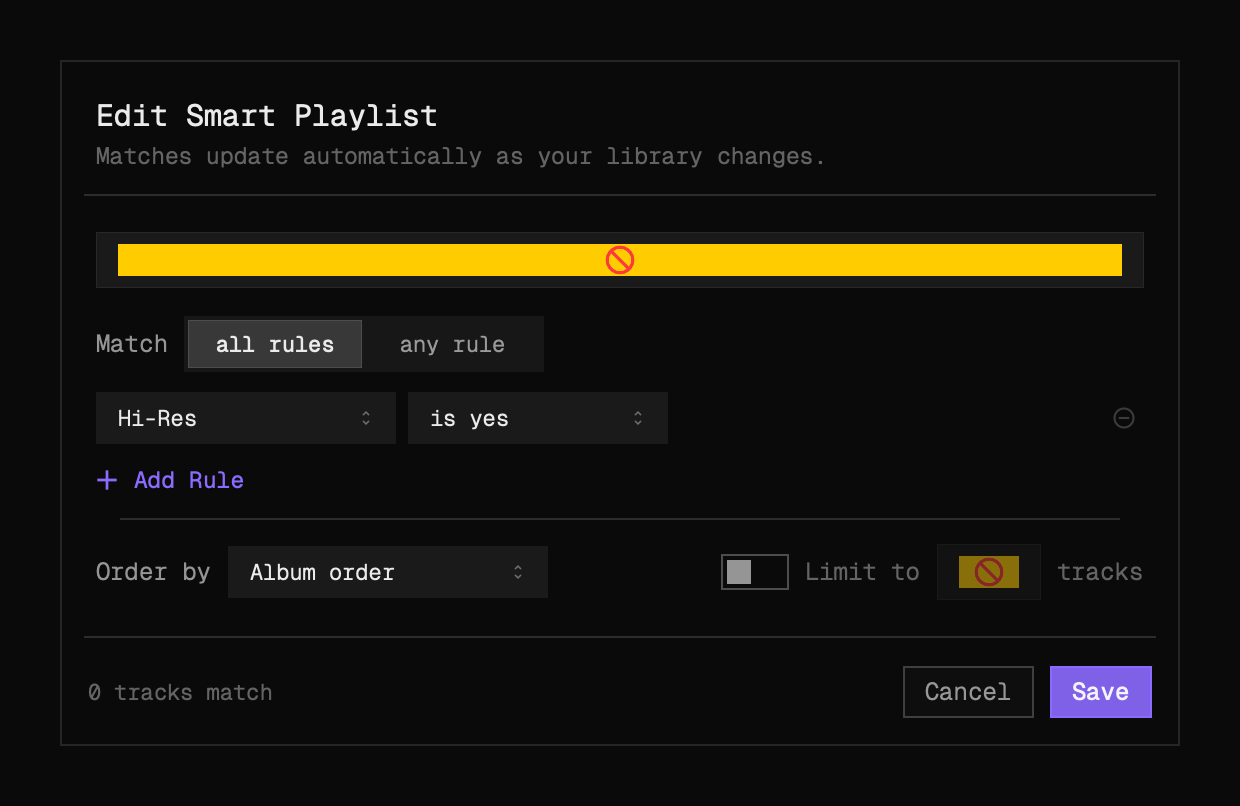 Edit Smart Playlist
Matches update automatically as your library changes.
Match all rules any rule
Hi-Res is yes
+ Add Rule
Order by Album order Limit to tracks
0 tracks match Cancel Save